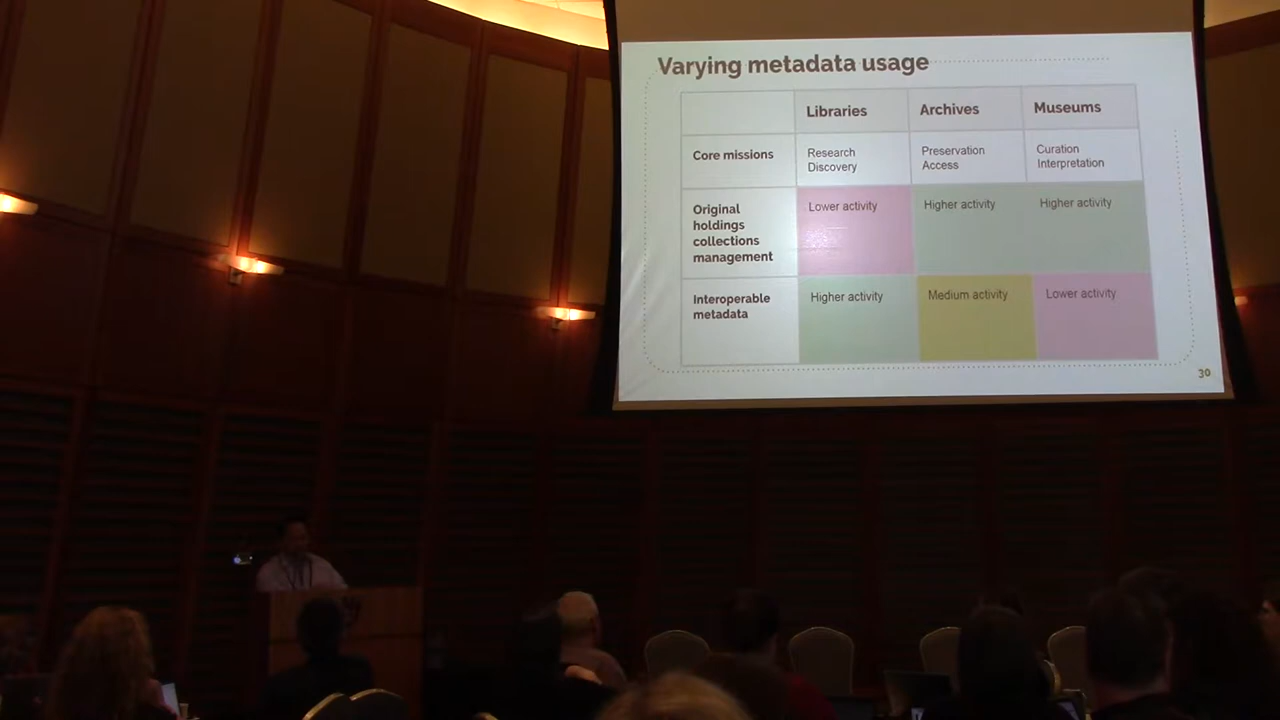 Varying metadata usage
Libraries Archives Museums
Core missions
Research
Discovery
Preservation
Access
Curation
Interpretation
Original
holdings
collections
management
Lower activity
Higher activity
Higher activity
Interoperable
metadata
Higher activity
Medium activity
Lower activity
30